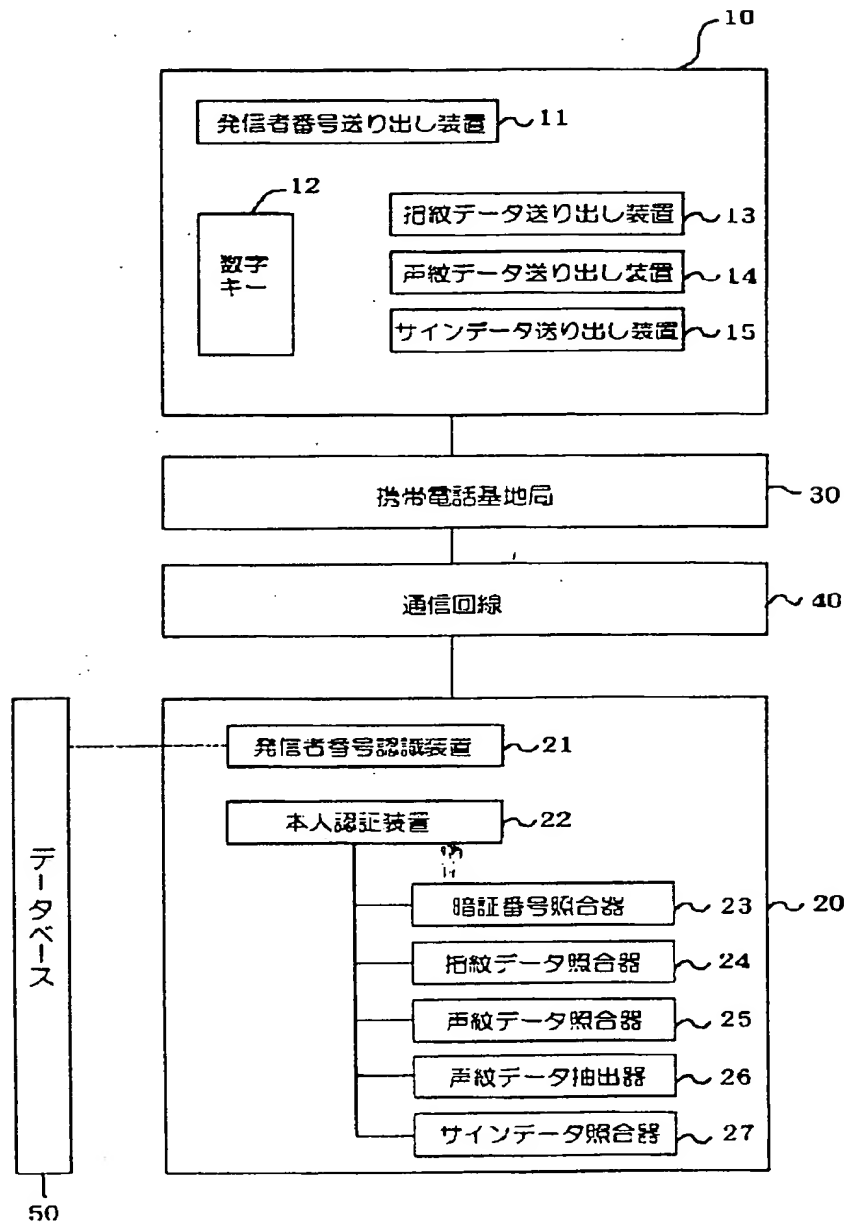 10
発信者番号送り出し装置 11
12
数字
キー
指紋データ送り出し装置 13
声紋データ送り出し装置 14
サインデータ送り出し装置 15
携帯電話基地局 30
通信回線 40
発信者番号認識装置 21
本人認証装置 22
暗証番号照合器 23
20
指紋データ照合器 24
声紋データ照合器 25
声紋データ抽出器 26
サインデータ照合器 27
データベース
50